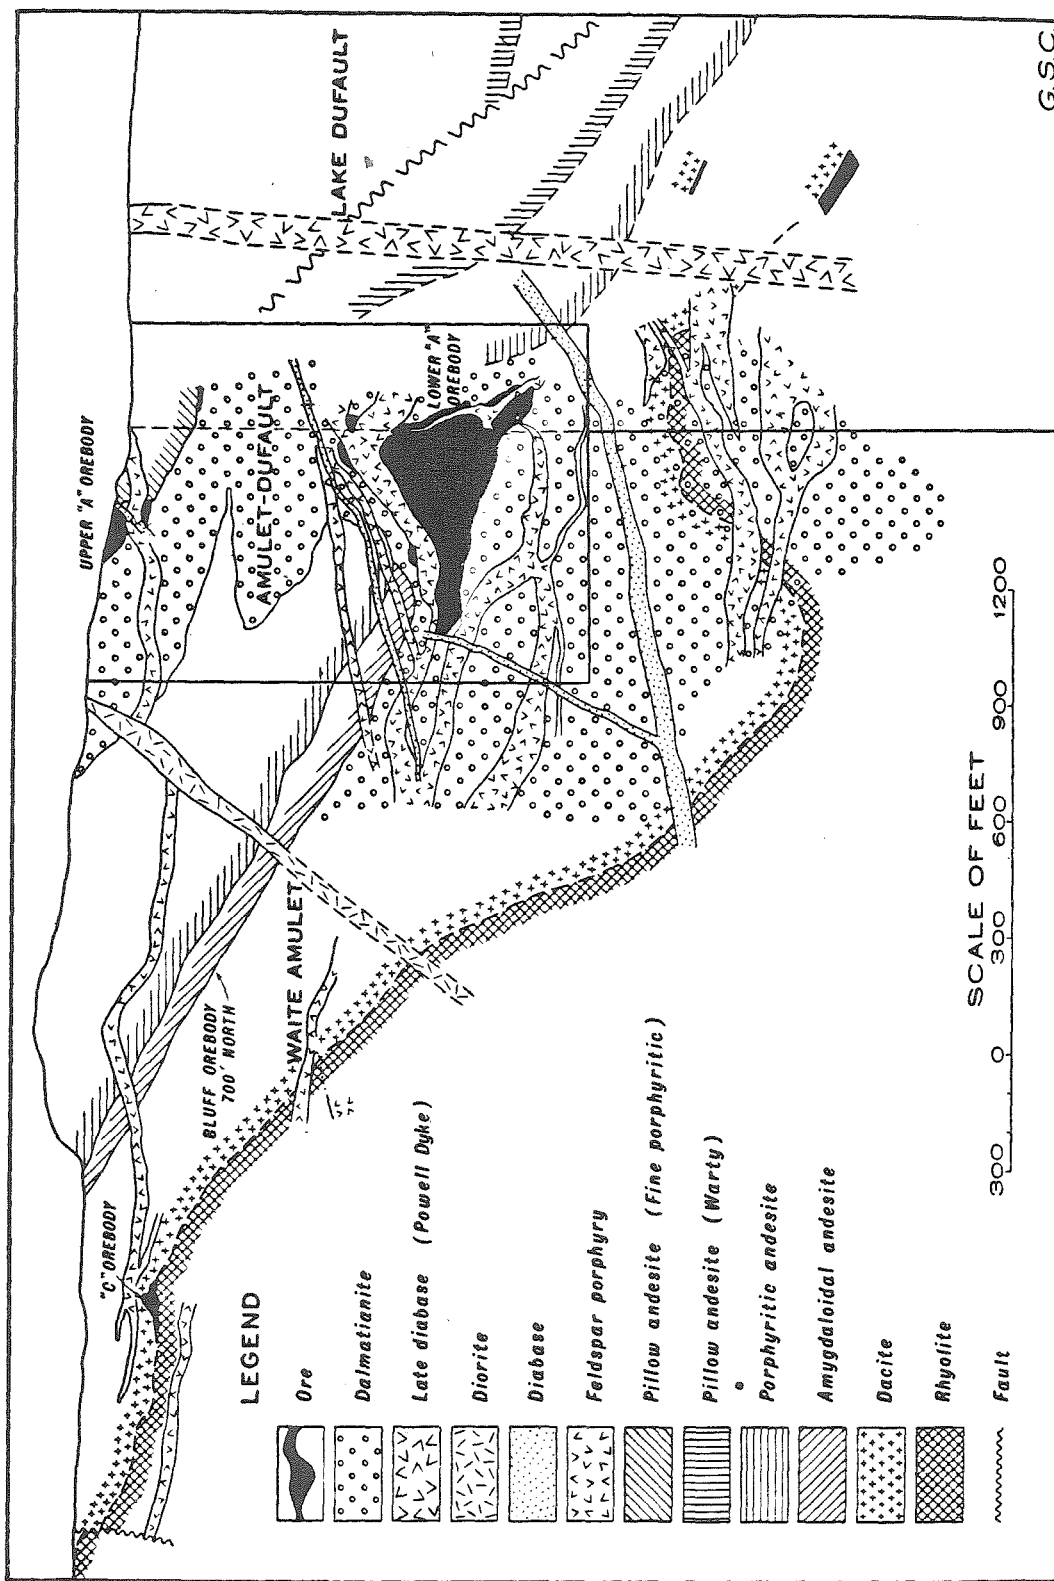 UPPER "A" OREBODY
LAKE DUFAULT
AMULET-DUFAULT
LOWER "A"
OREBODY
G.S.C.
BLUFF OREBODY
700' NORTH
WAITE AMULET
"C" OREBODY
LEGEND
Ore
Dalmatianite
Late diabase (Powell Dyke)
Diorite
Diabase
Feldspar porphyry
Pillow andesite (Fine porphyritic)
Pillow andesite (Warty)
Porphyritic andesite
Amygdaloidal andesite
Dacite
Rhyolite
Fault
300 0 300 600 900 1200
SCALE OF FEET